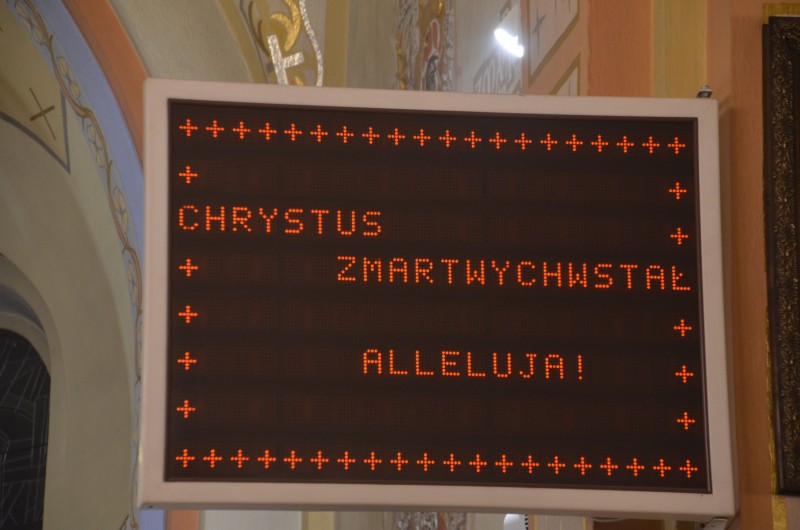 + + + + + + + + + + + + + + + + + + + +
+
+ +
CHRYSTUS +
+ ZMARTWYCHWSTAŁ
+ +
+ ALLELUJA! +
+ +
+ + + + + + + + + + + + + + + + + + + +